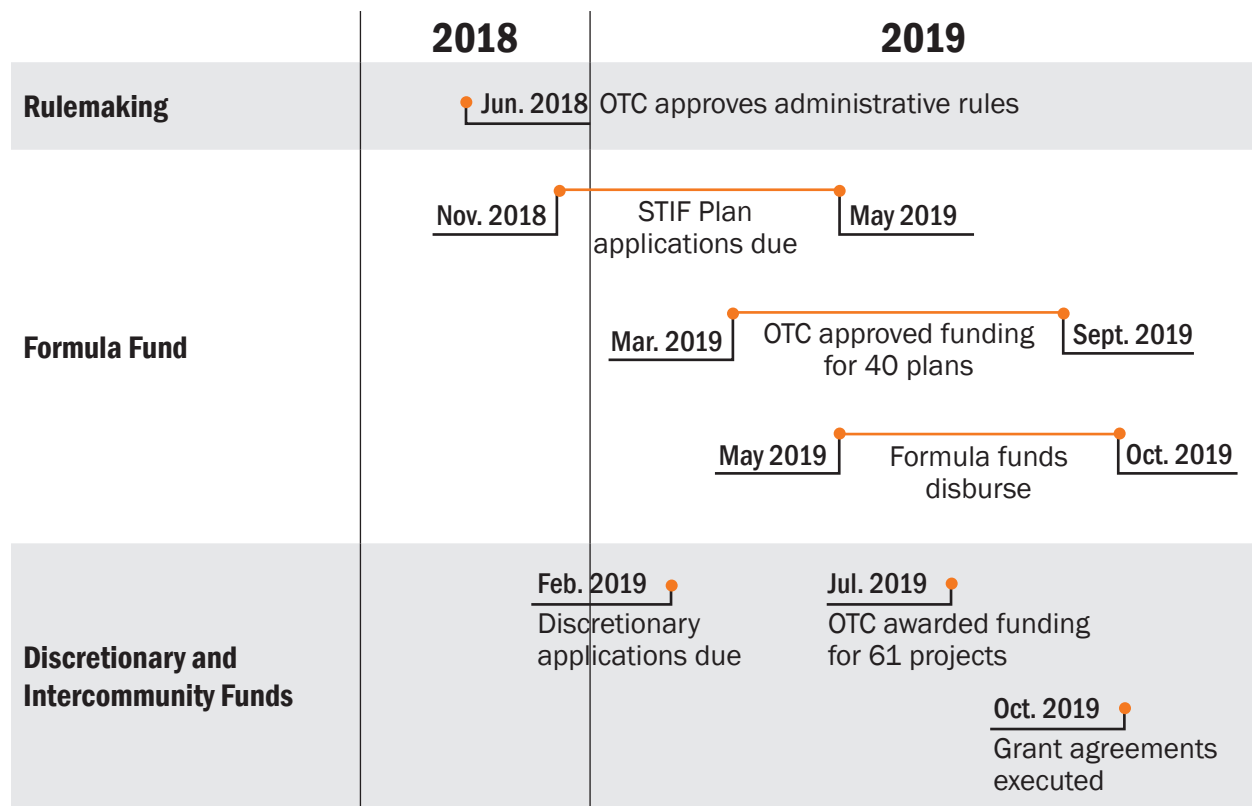 2018
2019
Rulemaking
Jun. 2018 OTC approves administrative rules
Formula Fund
Nov. 2018
STIF Plan
applications due
May 2019
Mar. 2019
OTC approved funding
for 40 plans
Sept. 2019
May 2019
Formula funds
disburse
Oct. 2019
Discretionary and
Intercommunity Funds
Feb. 2019
Discretionary
applications due
Jul. 2019
OTC awarded funding
for 61 projects
Oct. 2019
Grant agreements
executed